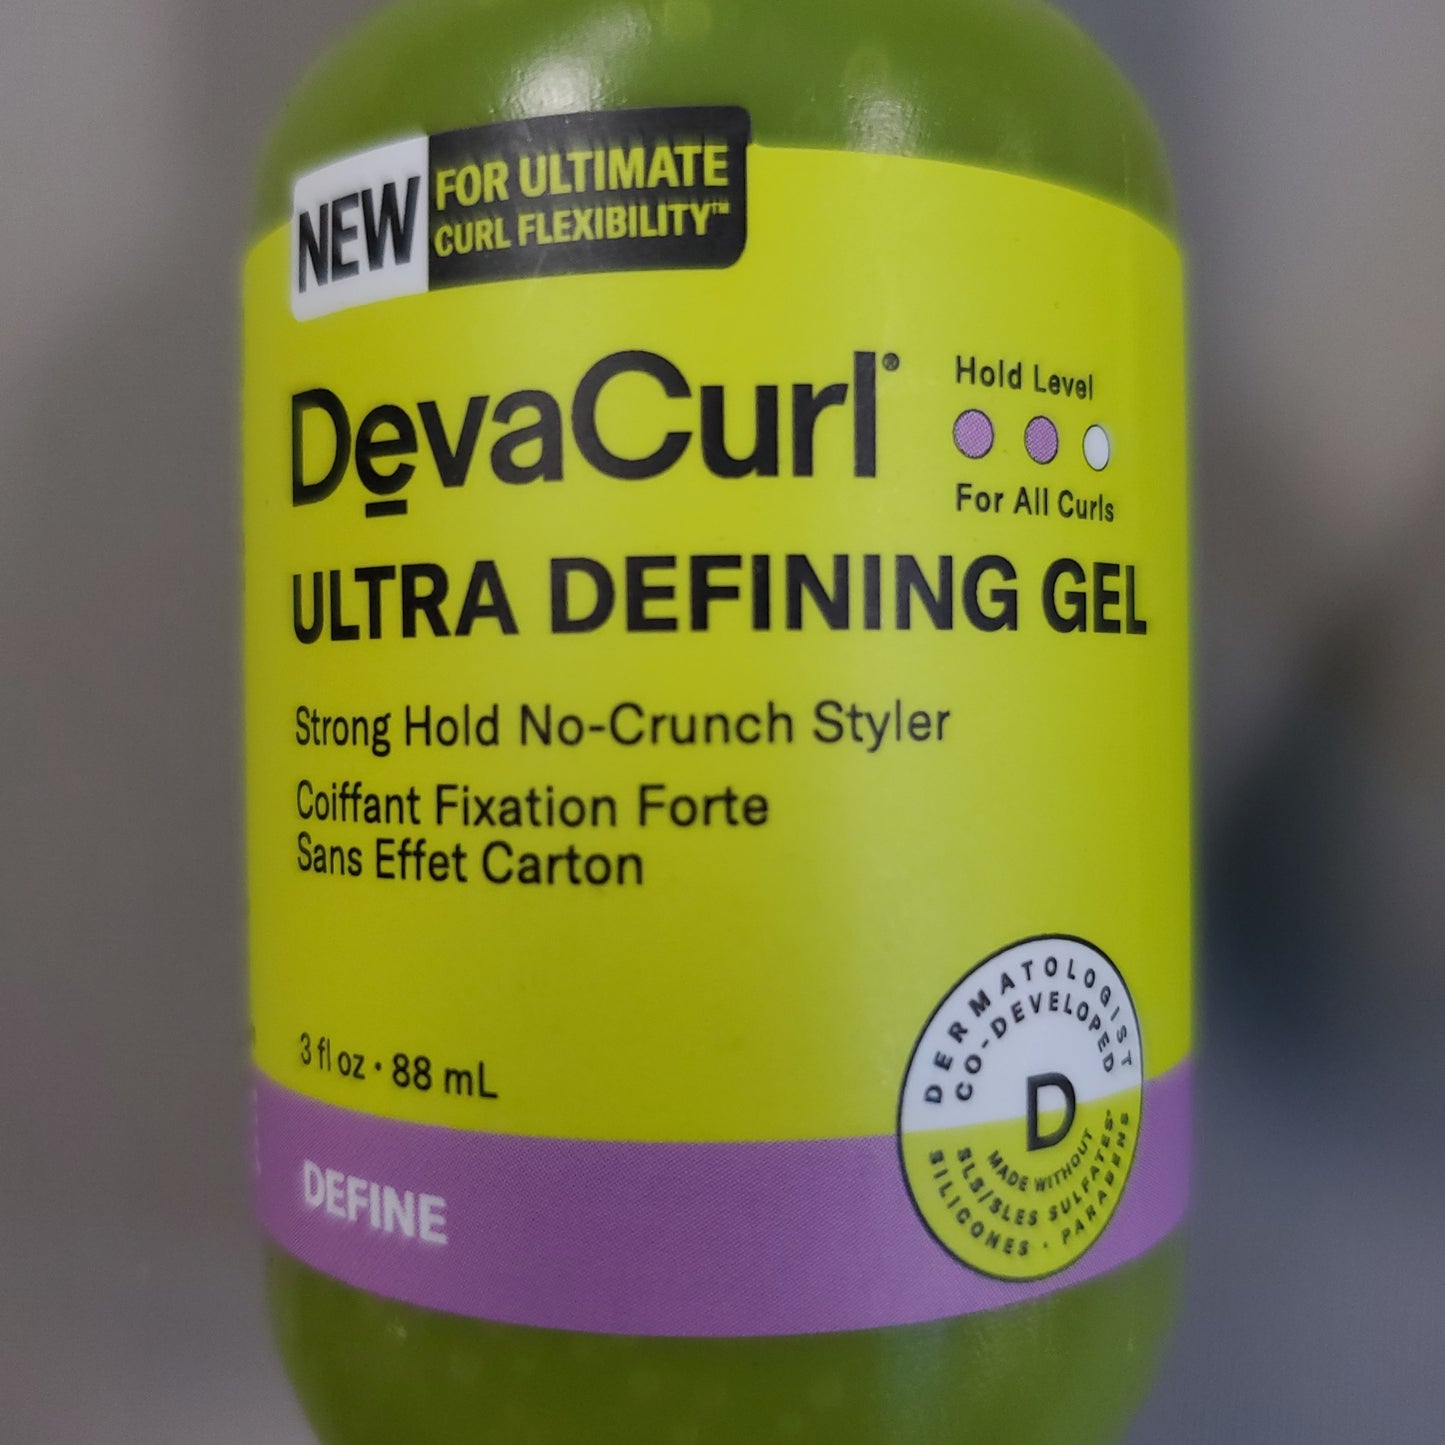 NEW
FOR ULTIMATE
CURL FLEXIBILITY™
DevaCurl®
Hold Level
For All Curls
ULTRA DEFINING GEL
Strong Hold No-Crunch Styler
Coiffant Fixation Forte
Sans Effet Carton
3 fl oz · 88 mL
DEFINE
DERMATOLOGIST
CO-DEVELOPED
D
MADE WITHOUT
SLS/SLES SULFATES·
SILICONES · PARABENS